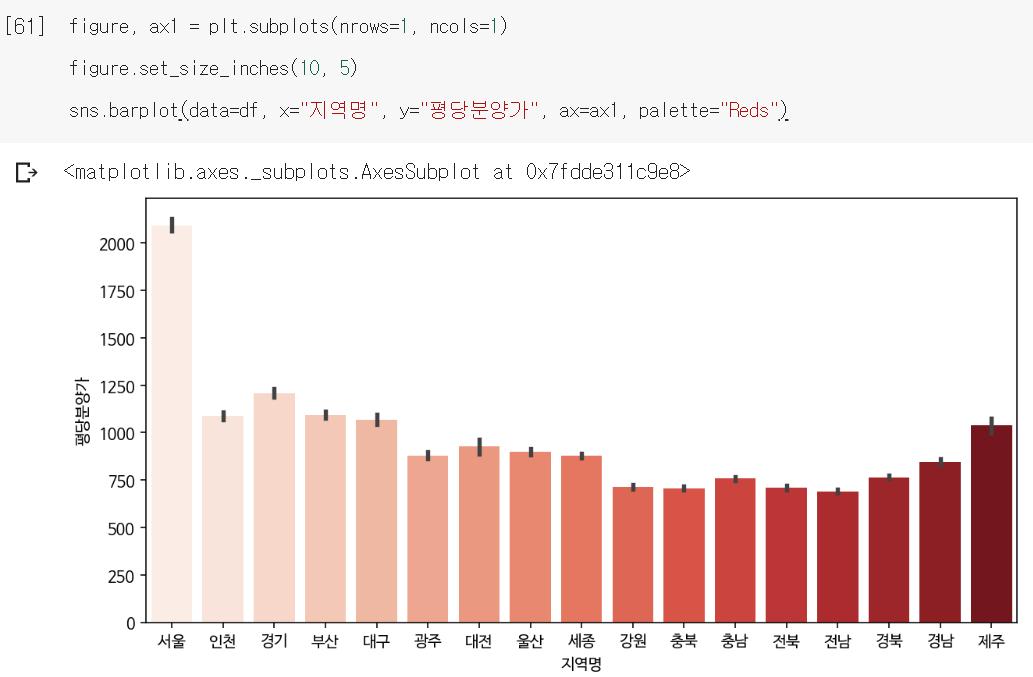 [61] figure, ax1 = plt.subplots(nrows=1, ncols=1)
figure.set_size_inches(10, 5)
sns.barplot(data=df, x="지역명", y="평당분양가", ax=ax1, palette="Reds")
<matplotlib.axes._subplots.AxesSubplot at 0x7fdde311c9e8>
평당분양가
2000
1750
1500
1250
1000
750
500
250
0
서울 인천 경기 부산 대구 광주 대전 울산 세종 강원 충북 충남 전북 전남 경북 경남 제주
지역명